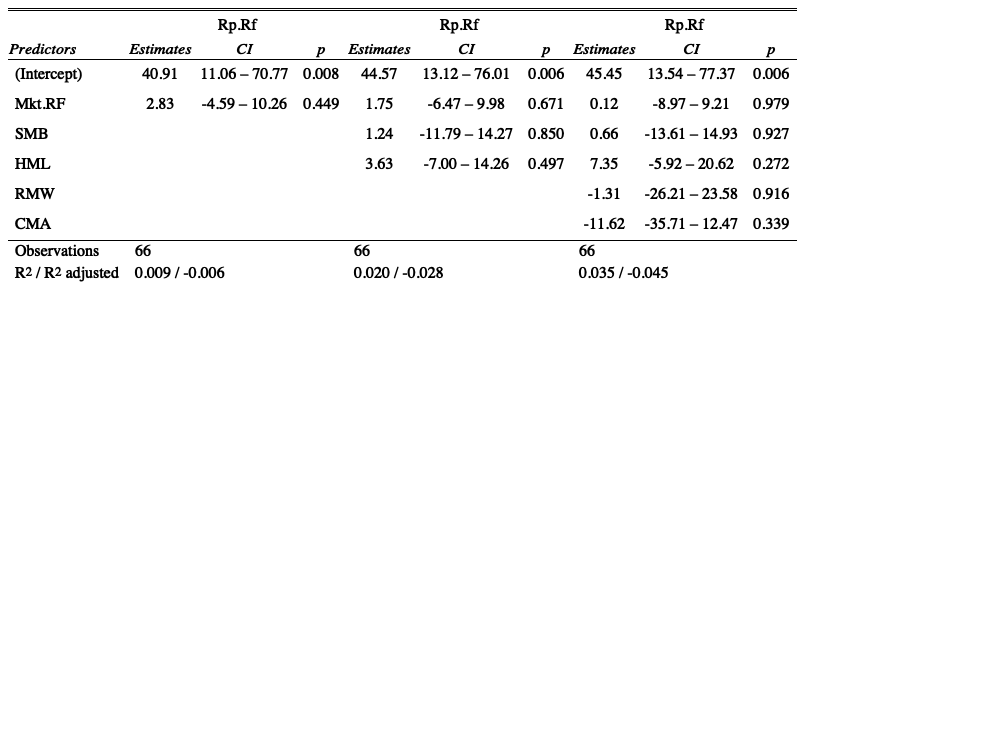 Rp.Rf Rp.Rf Rp.Rf
Predictors Estimates CI p Estimates CI p Estimates CI p
(Intercept) 40.91 11.06 – 70.77 0.008 44.57 13.12 – 76.01 0.006 45.45 13.54 – 77.37 0.006
Mkt.RF 2.83 -4.59 – 10.26 0.449 1.75 -6.47 – 9.98 0.671 0.12 -8.97 – 9.21 0.979
SMB 1.24 -11.79 – 14.27 0.850 0.66 -13.61 – 14.93 0.927
HML 3.63 -7.00 – 14.26 0.497 7.35 -5.92 – 20.62 0.272
RMW -1.31 -26.21 – 23.58 0.916
CMA -11.62 -35.71 – 12.47 0.339
Observations 66 66 66
R2 / R2 adjusted 0.009 / -0.006 0.020 / -0.028 0.035 / -0.045